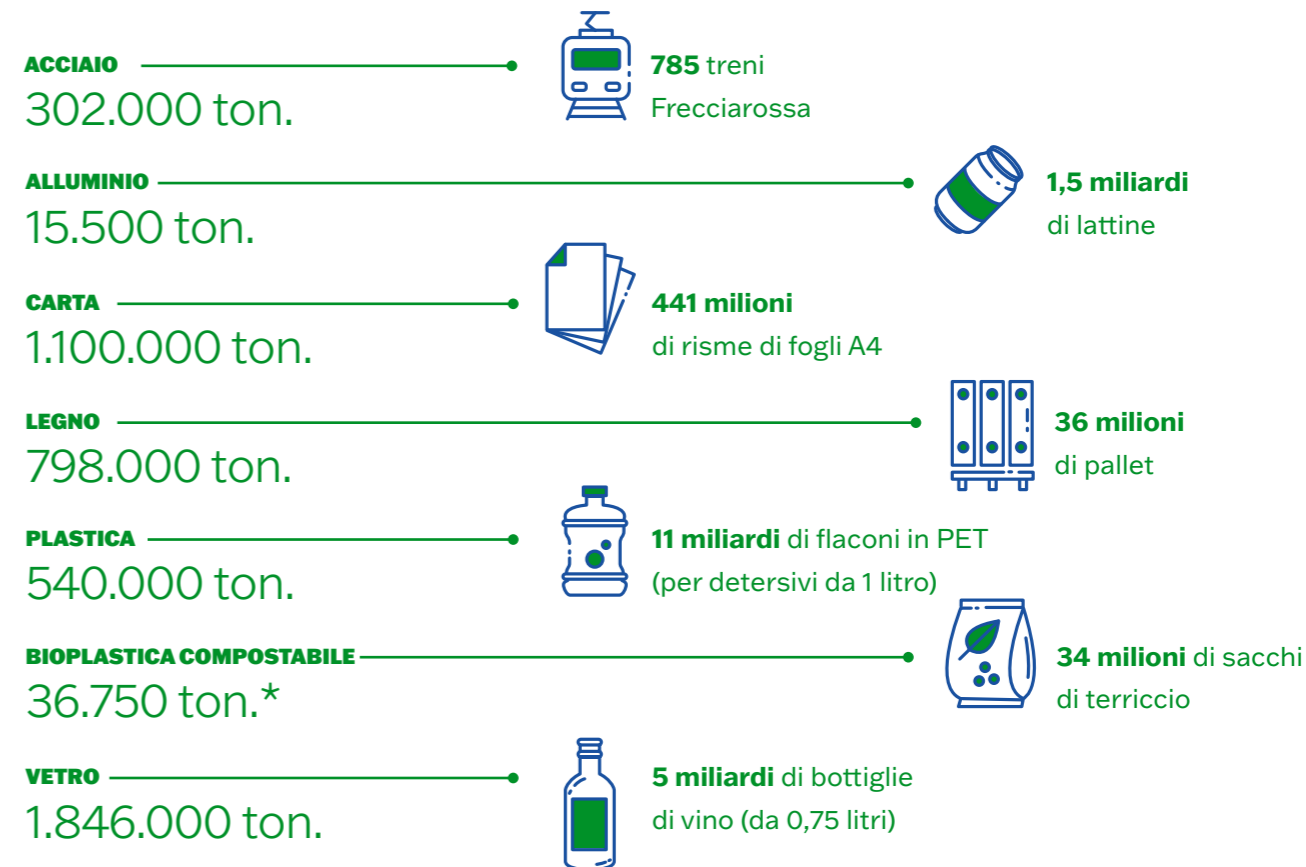 ACCIAIO
302.000 ton.
785 treni
Frecciarossa
ALLUMINIO
15.500 ton.
1,5 miliardi
di lattine
CARTA
1.100.000 ton.
441 milioni
di risme di fogli A4
LEGNO
798.000 ton.
36 milioni
di pallet
PLASTICA
540.000 ton.
11 miliardi di flaconi in PET
(per detersivi da 1 litro)
BIOPLASTICA COMPOSTABILE
36.750 ton.*
34 milioni di sacchi
di terriccio
VETRO
1.846.000 ton.
5 miliardi di bottiglie
di vino (da 0,75 litri)